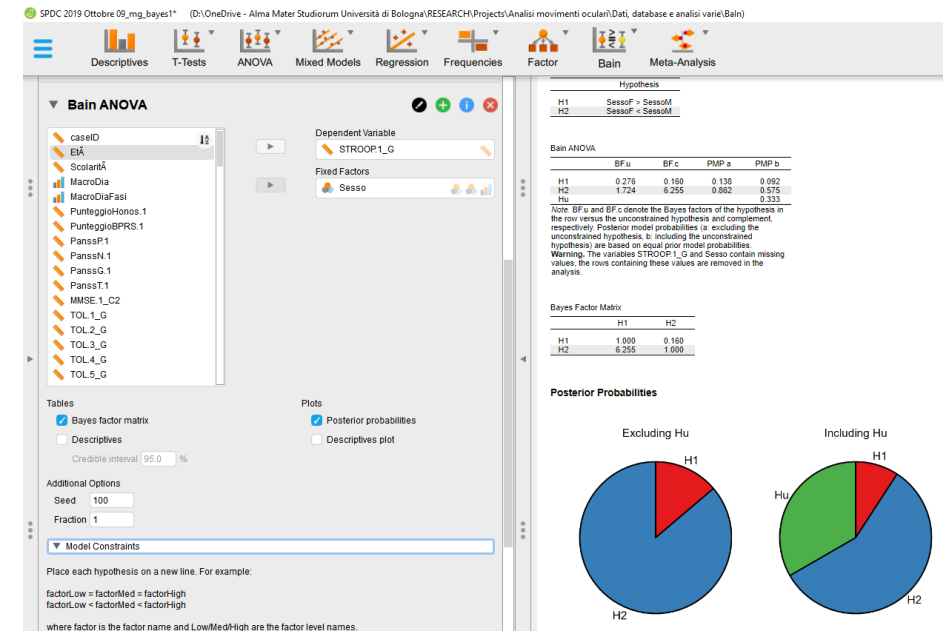 SPDC 2019 Ottobre 09_mg_bayes1* (D:\OneDrive - Alma Mater Studiorum Università di Bologna\RESEARCH\Projects\Analisi movimenti oculari\Dati, database e analisi varie\BaIn)
Descriptives T-Tests ANOVA Mixed Models Regression Frequencies Factor Bain Meta-Analysis
Bain ANOVA
caseID
EtÃ
ScolaritÃ
MacroDia
MacroDiaFasi
PunteggioHonos.1
PunteggioBPRS.1
PanssP.1
PanssN.1
PanssG.1
PanssT.1
MMSE.1_C2
TOL.1_G
TOL.2_G
TOL.3_G
TOL.4_G
TOL.5_G
Dependent Variable
STROOP.1_G
Fixed Factors
Sesso
Tables
Bayes factor matrix
Descriptives
Credible interval 95.0 %
Plots
Posterior probabilities
Descriptives plot
Additional Options
Seed 100
Fraction 1
Model Constraints
Place each hypothesis on a new line. For example:
factorLow = factorMed = factorHigh
factorLow < factorMed < factorHigh
where factor is the factor name and Low/Med/High are the factor level names.
Hypothesis
H1 SessoF > SessoM
H2 SessoF < SessoM
Bain ANOVA
BF.u BF.c PMP a PMP b
H1 0.276 0.160 0.138 0.092
H2 1.724 6.255 0.862 0.575
Hu 0.333
Note. BF.u and BF.c denote the Bayes factors of the hypothesis in
the row versus the unconstrained hypothesis and complement,
respectively. Posterior model probabilities (a: excluding the
unconstrained hypothesis, b: including the unconstrained
hypothesis) are based on equal prior model probabilities.
Warning. The variables STROOP.1_G and Sesso contain missing
values, the rows containing these values are removed in the
analysis.
Bayes Factor Matrix
H1 H2
H1 1.000 0.160
H2 6.255 1.000
Posterior Probabilities
Excluding Hu
H1
H2
Including Hu
H1
Hu
H2